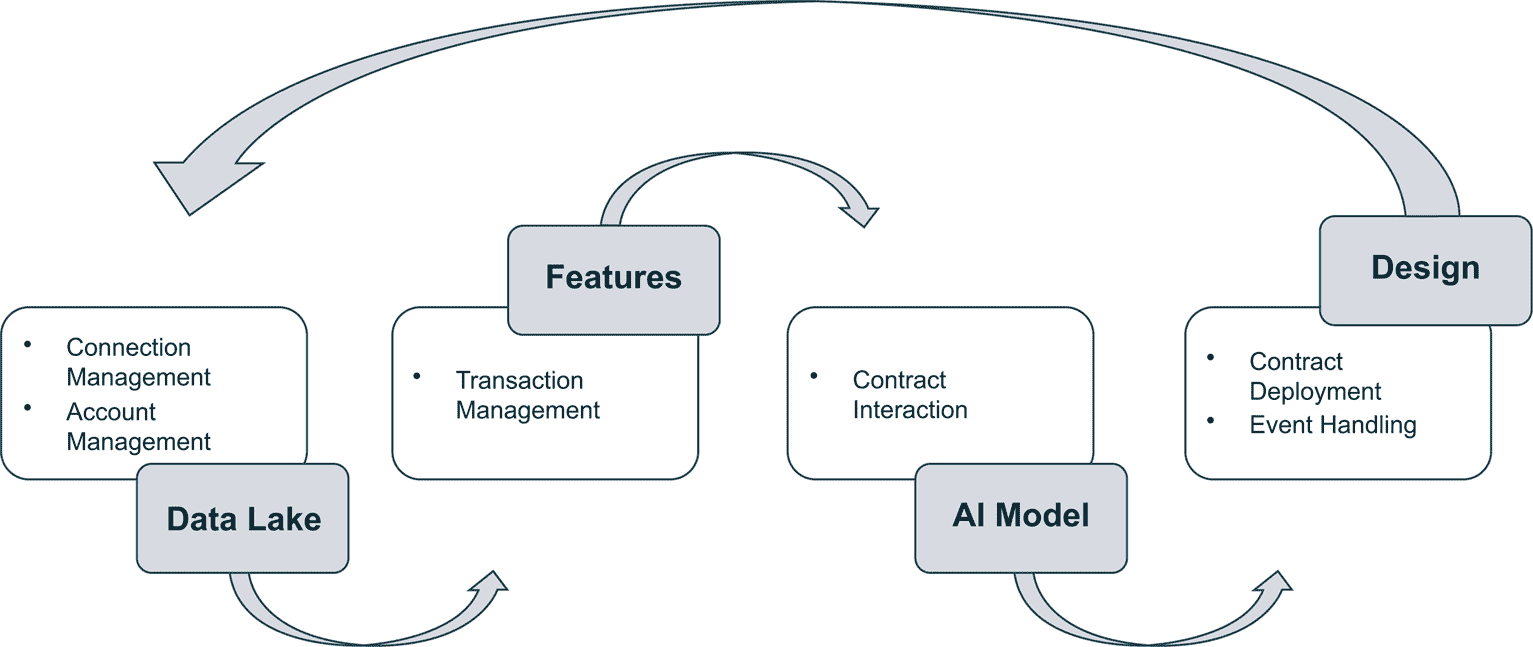 • Connection
Management
• Account
Management
Data Lake
Features
• Transaction
Management
• Contract
Interaction
AI Model
Design
• Contract
Deployment
• Event Handling